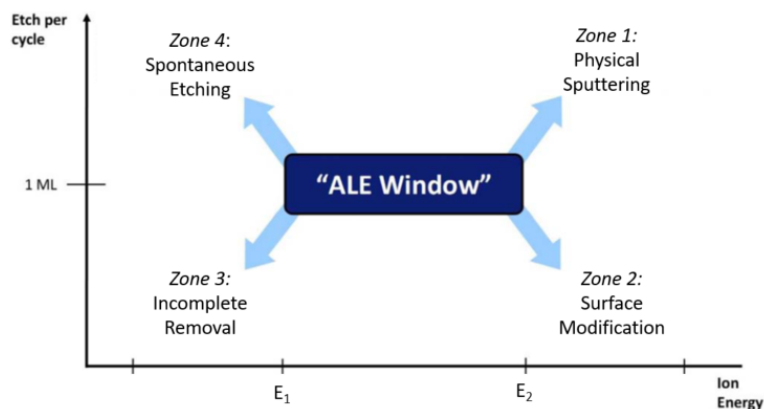 Etch per
cycle
Zone 4:
Spontaneous
Etching
Zone 1:
Physical
Sputtering
1 ML
“ALE Window”
Zone 3:
Incomplete
Removal
Zone 2:
Surface
Modification
E₁
E₂
Ion
Energy